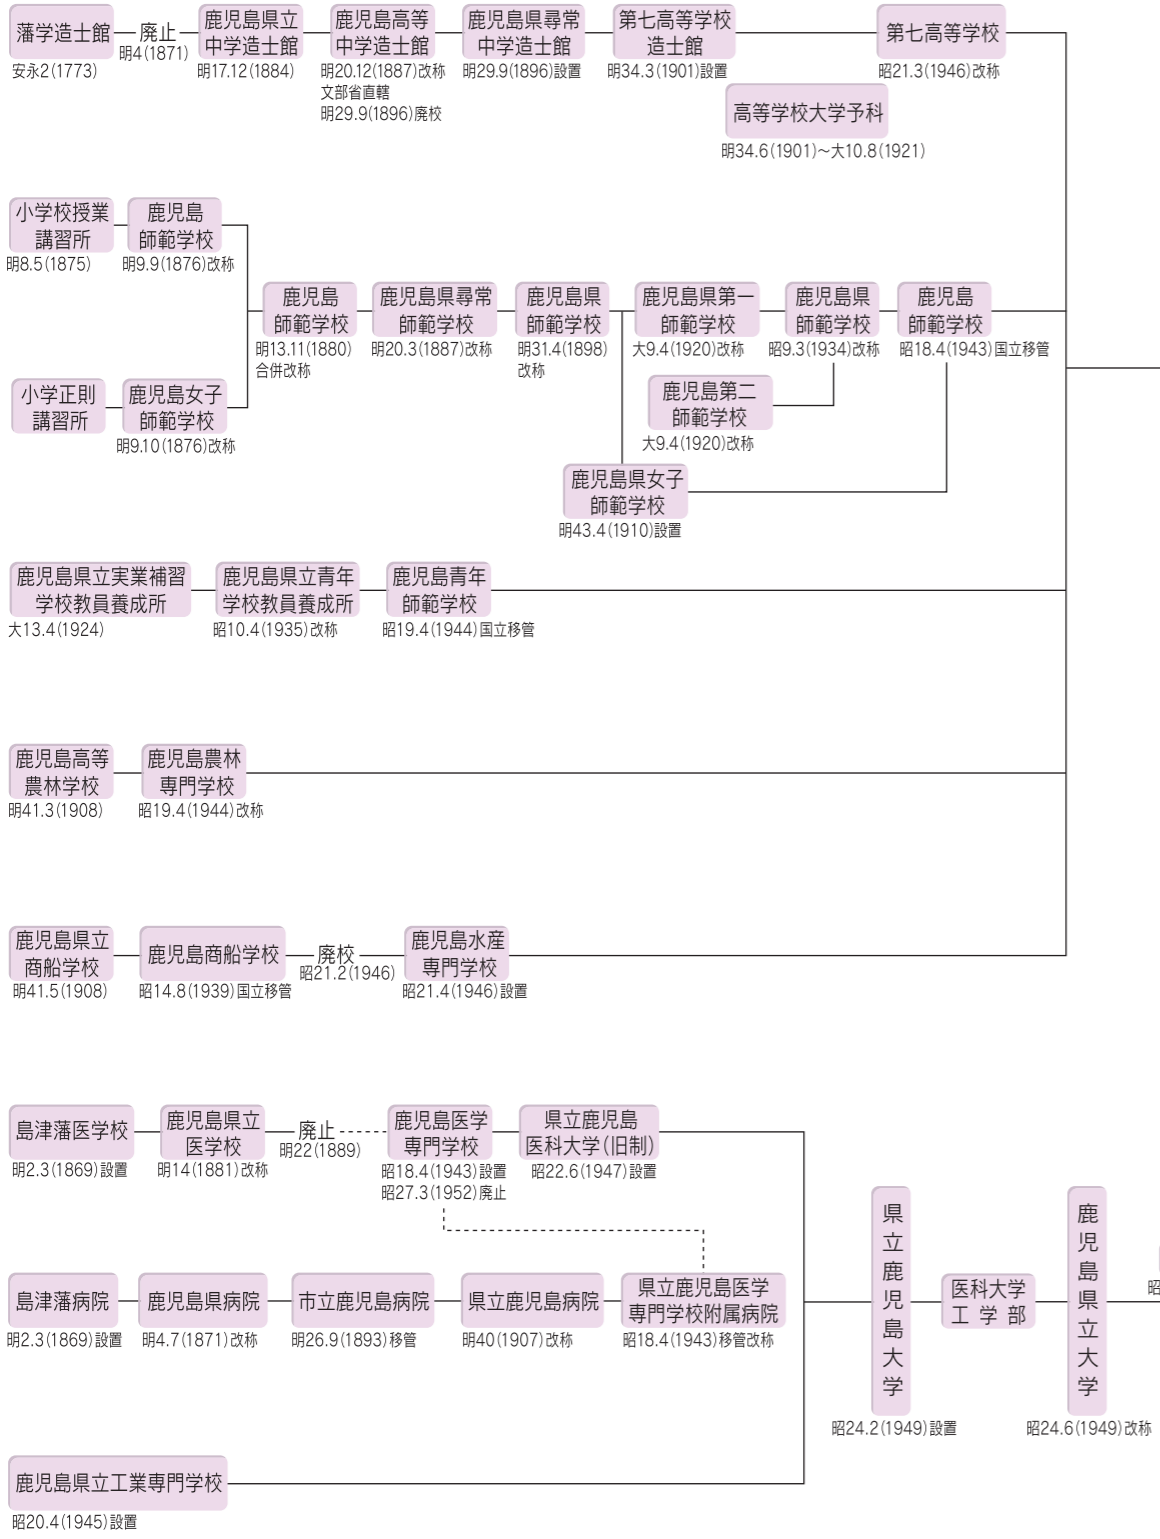 藩学造士館
安永2(1773)
廃止
明4(1871)
鹿児島県立
中学造士館
明17.12(1884)
鹿児島高等
中学造士館
明20.12(1887)改称
文部省直轄
明29.9(1896)廃校
鹿児島県尋常
中学造士館
明29.9(1896)設置
第七高等学校
造士館
明34.3(1901)設置
第七高等学校
昭21.3(1946)改称
高等学校大学予科
明34.6(1901)～大10.8(1921)
小学校授業
講習所
明8.5(1875)
鹿児島
師範学校
明9.9(1876)改称
小学正則
講習所
鹿児島女子
師範学校
明9.10(1876)改称
鹿児島
師範学校
明13.11(1880)
合併改称
鹿児島県尋常
師範学校
明20.3(1887)改称
鹿児島県
師範学校
明31.4(1898)
改称
鹿児島県第一
師範学校
大9.4(1920)改称
鹿児島県
師範学校
昭9.3(1934)改称
鹿児島
師範学校
昭18.4(1943)国立移管
鹿児島第二
師範学校
大9.4(1920)改称
鹿児島県女子
師範学校
明43.4(1910)設置
鹿児島県立実業補習
学校教員養成所
大13.4(1924)
鹿児島県立青年
学校教員養成所
昭10.4(1935)改称
鹿児島青年
師範学校
昭19.4(1944)国立移管
鹿児島高等
農林学校
明41.3(1908)
鹿児島農林
専門学校
昭19.4(1944)改称
鹿児島県立
商船学校
明41.5(1908)
鹿児島商船学校
昭14.8(1939)国立移管
廃校
昭21.2(1946)
鹿児島水産
専門学校
昭21.4(1946)設置
島津藩医学校
明2.3(1869)設置
鹿児島県立
医学校
明14(1881)改称
廃止
明22(1889)
鹿児島医学
専門学校
昭18.4(1943)設置
昭27.3(1952)廃止
県立鹿児島
医科大学(旧制)
昭22.6(1947)設置
島津藩病院
明2.3(1869)設置
鹿児島県病院
明4.7(1871)改称
市立鹿児島病院
明26.9(1893)移管
県立鹿児島病院
明40(1907)改称
県立鹿児島医学
専門学校附属病院
昭18.4(1943)移管改称
鹿児島県立工業専門学校
昭20.4(1945)設置
県立鹿児島大学
昭24.2(1949)設置
医科大学
工学部
鹿児島県立大学
昭24.6(1949)改称
昭